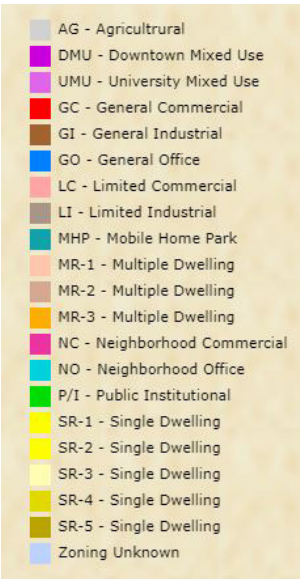 AG - Agricultrural
DMU - Downtown Mixed Use
UMU - University Mixed Use
GC - General Commercial
GI - General Industrial
GO - General Office
LC - Limited Commercial
LI - Limited Industrial
MHP - Mobile Home Park
MR-1 - Multiple Dwelling
MR-2 - Multiple Dwelling
MR-3 - Multiple Dwelling
NC - Neighborhood Commercial
NO - Neighborhood Office
P/I - Public Institutional
SR-1 - Single Dwelling
SR-2 - Single Dwelling
SR-3 - Single Dwelling
SR-4 - Single Dwelling
SR-5 - Single Dwelling
Zoning Unknown